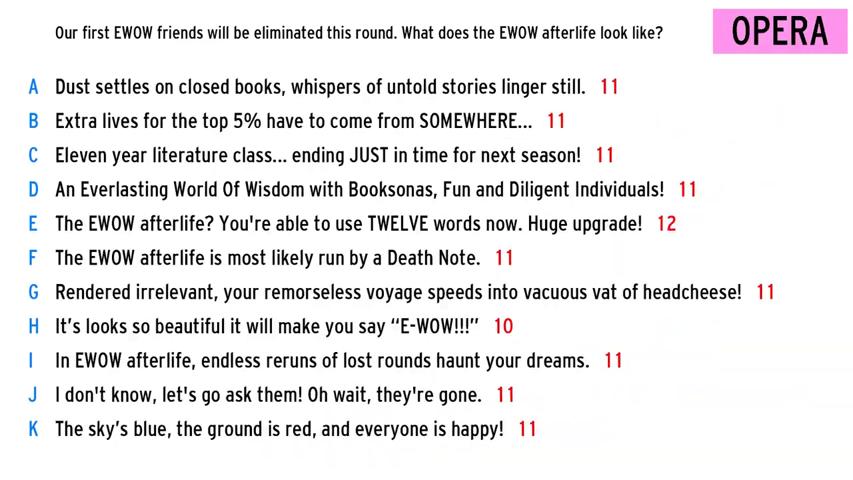 Our first EWOW friends will be eliminated this round. What does the EWOW afterlife look like?
OPERA
A Dust settles on closed books, whispers of untold stories linger still. 11
B Extra lives for the top 5% have to come from SOMEWHERE... 11
C Eleven year literature class... ending JUST in time for next season! 11
D An Everlasting World Of Wisdom with Booksonas, Fun and Diligent Individuals! 11
E The EWOW afterlife? You're able to use TWELVE words now. Huge upgrade! 12
F The EWOW afterlife is most likely run by a Death Note. 11
G Rendered irrelevant, your remorseless voyage speeds into vacuous vat of headcheese! 11
H It’s looks so beautiful it will make you say “E-WOW!!!” 10
I In EWOW afterlife, endless reruns of lost rounds haunt your dreams. 11
J I don't know, let's go ask them! Oh wait, they're gone. 11
K The sky’s blue, the ground is red, and everyone is happy! 11